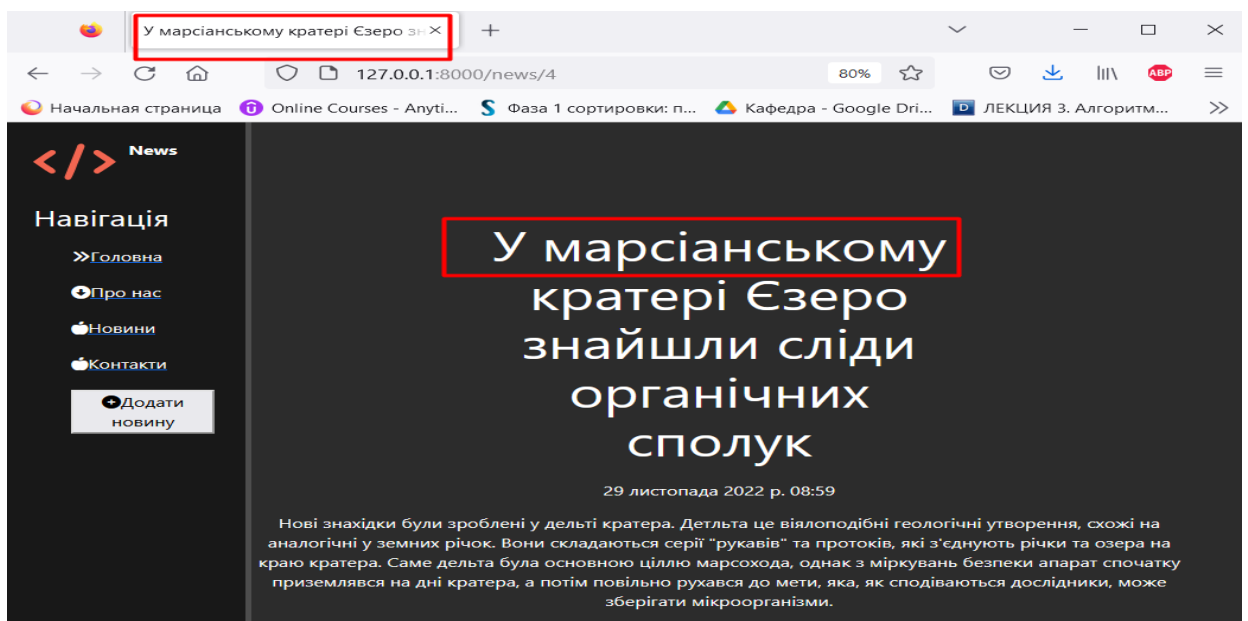 У марсіанському кратері Єзеро зн
127.0.0.1:8000/news/4
80%
ABP
Начальная страница
Online Courses - Anyti...
Фаза 1 сортировки: п...
Кафедра - Google Dri...
ЛЕКЦИЯ 3. Алгоритм...
</> News
Навігація
Головна
Про нас
Новини
Контакти
Додати
новину
У марсіанському
кратері Єзеро
знайшли сліди
органічних
сполук
29 листопада 2022 р. 08:59
Нові знахідки були зроблені у дельті кратера. Детльта це віялоподібні геологічні утворення, схожі на
аналогічні у земних річок. Вони складаються серії "рукавів" та протоків, які з'єднують річки та озера на
краю кратера. Саме дельта була основною ціллю марсохода, однак з міркувань безпеки апарат спочатку
приземлявся на дні кратера, а потім повільно рухався до мети, яка, як сподіваються дослідники, може
зберігати мікроорганізми.